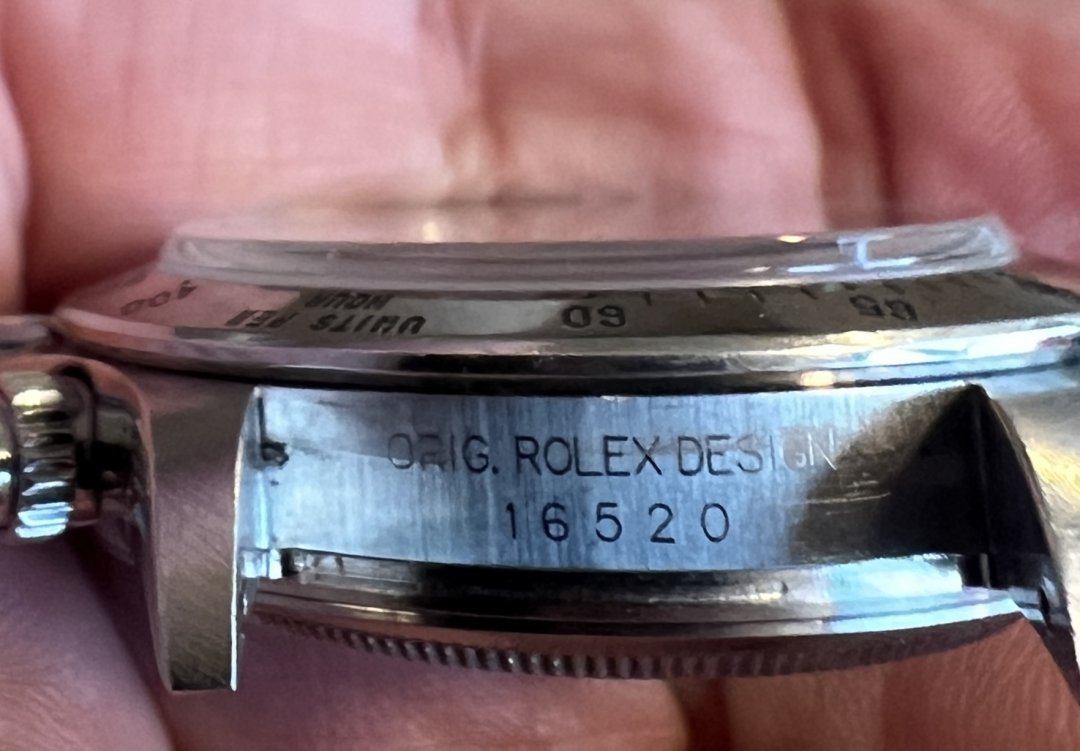 400
UNITS PER
HOUR
60
65
ORIG. ROLEX DESIGN
16520